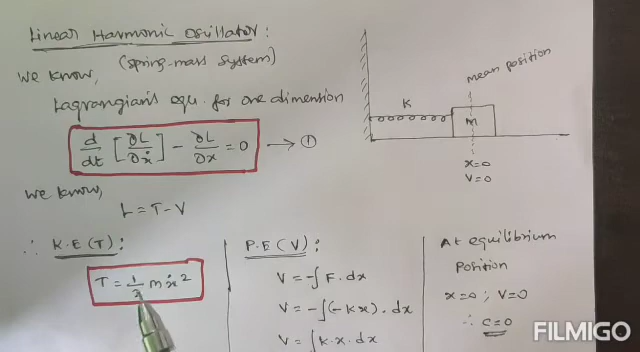 Linear Harmonic Oscillator :
(spring-mass system)
We know,
Lagrangian's equ. for one dimension
d/dt [∂L/∂ẋ] - ∂L/∂x = 0 → ①
We know,
L = T - V
∴ K.E (T) :
T = 1/2 m ẋ²
P.E (V) :
V = -∫ F. dx
V = -∫ (-Kx) . dx
V = ∫ K.x. dx
At equilibrium
position
x=0 ; V=0
∴ C=0
mean position
K
m
x=0
V=0
FILMIGO